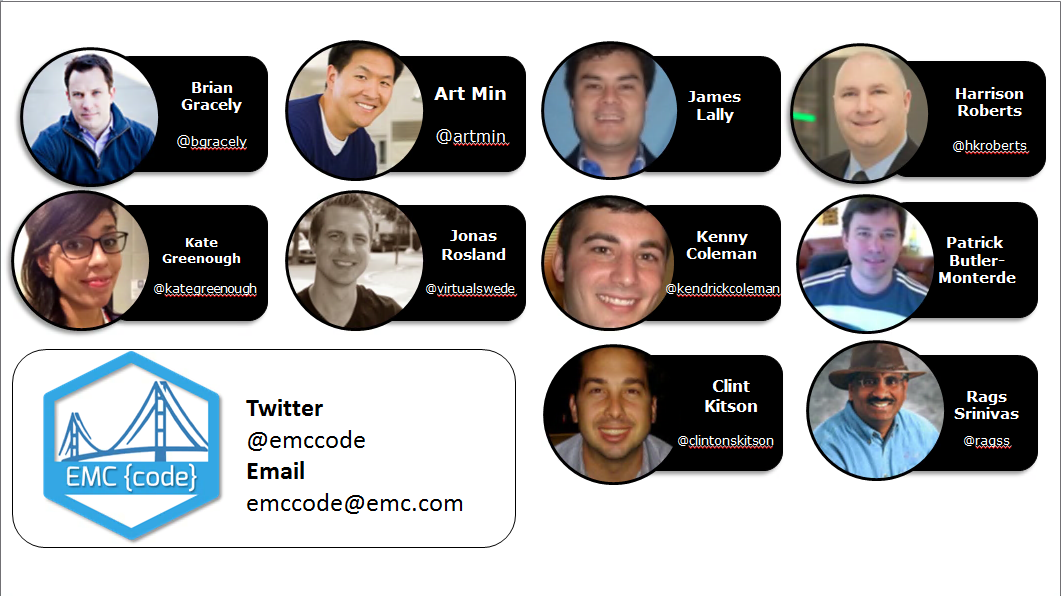 Brian
Gracely
@bgracely
Art Min
@artmin
James
Lally
Harrison
Roberts
@hkroberts
Kate
Greenough
@kategreenough
Jonas
Rosland
@virtualswede
Kenny
Coleman
@kendrickcoleman
Patrick
Butler-
Monterde
EMC {code}
Twitter
@emccode
Email
emccode@emc.com
Clint
Kitson
@clintonskitson
Rags
Srinivas
@ragss